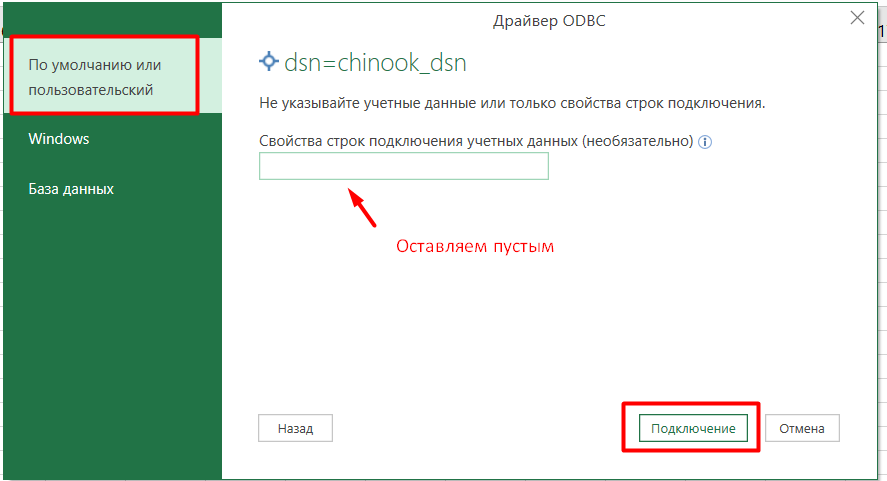 Драйвер ODBC
По умолчанию или
пользовательский
Windows
База данных
dsn=chinook_dsn
Не указывайте учетные данные или только свойства строк подключения.
Свойства строк подключения учетных данных (необязательно)
Оставляем пустым
Назад
Подключение
Отмена
1